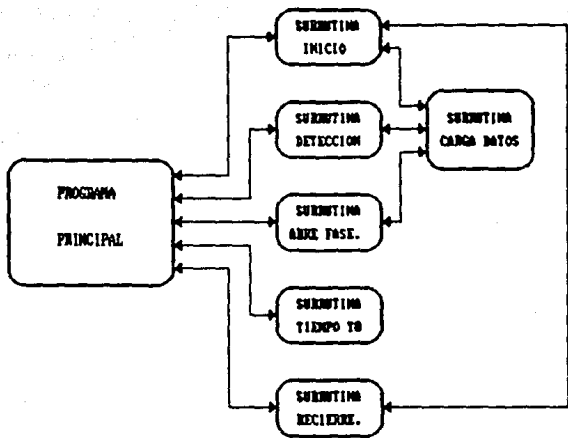 SUBRUTINA
INICIO
SUBRUTINA
DETECCION
SUBRUTINA
CARGA DATOS
PROGRAMA
PRINCIPAL
SUBRUTINA
ABRE FASE.
SUBRUTINA
TIEMPO T0
SUBRUTINA
RECIERRE.